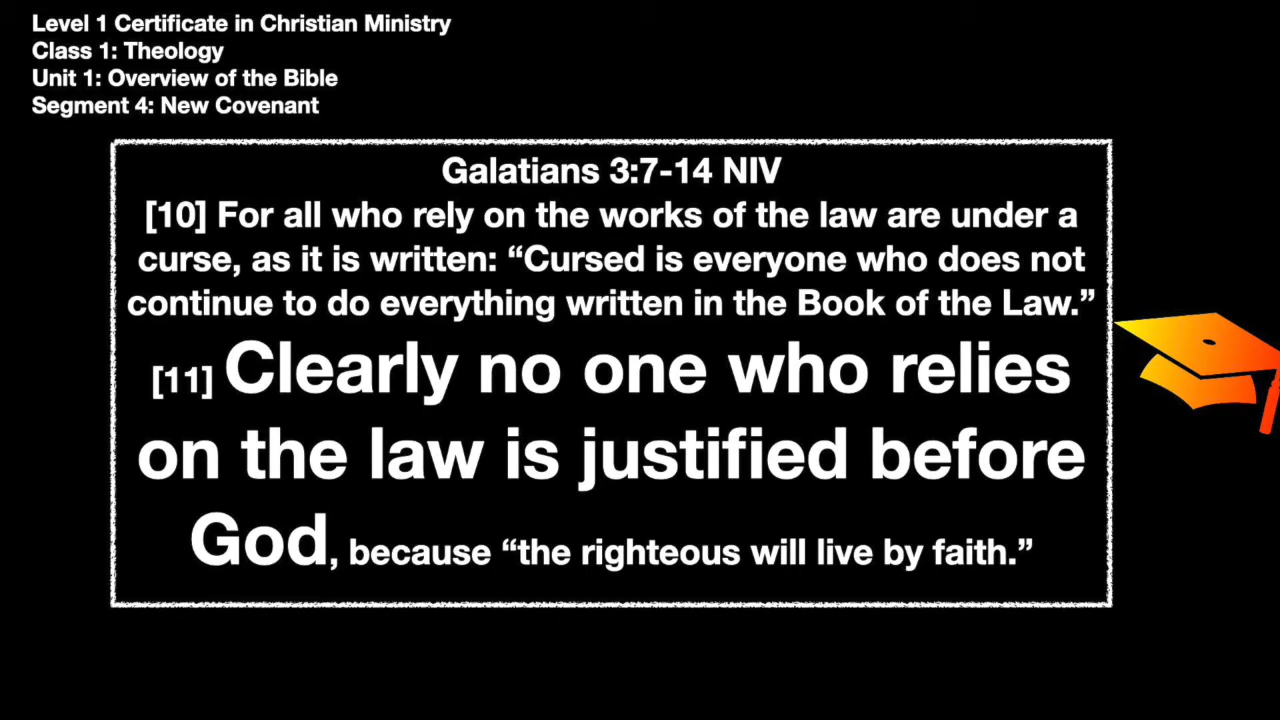 Level 1 Certificate in Christian Ministry
Class 1: Theology
Unit 1: Overview of the Bible
Segment 4: New Covenant
Galatians 3:7-14 NIV
[10] For all who rely on the works of the law are under a
curse, as it is written: “Cursed is everyone who does not
continue to do everything written in the Book of the Law.”
[11] Clearly no one who relies
on the law is justified before
God, because “the righteous will live by faith.”